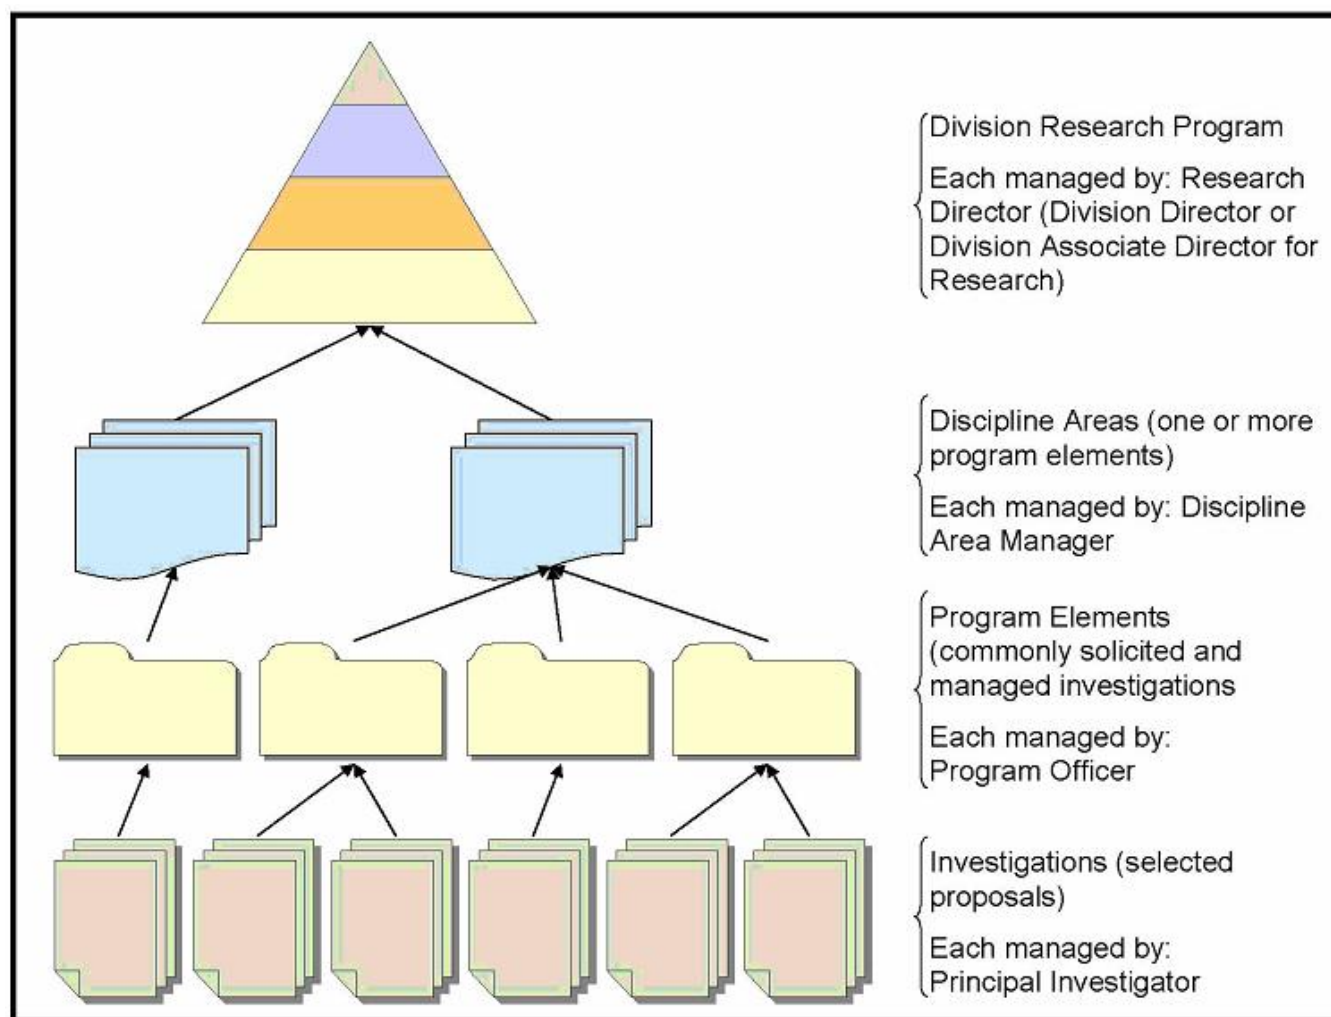 Division Research Program
Each managed by: Research
Director (Division Director or
Division Associate Director for
Research)
Discipline Areas (one or more
program elements)
Each managed by: Discipline
Area Manager
Program Elements
(commonly solicited and
managed investigations
Each managed by:
Program Officer
Investigations (selected
proposals)
Each managed by:
Principal Investigator